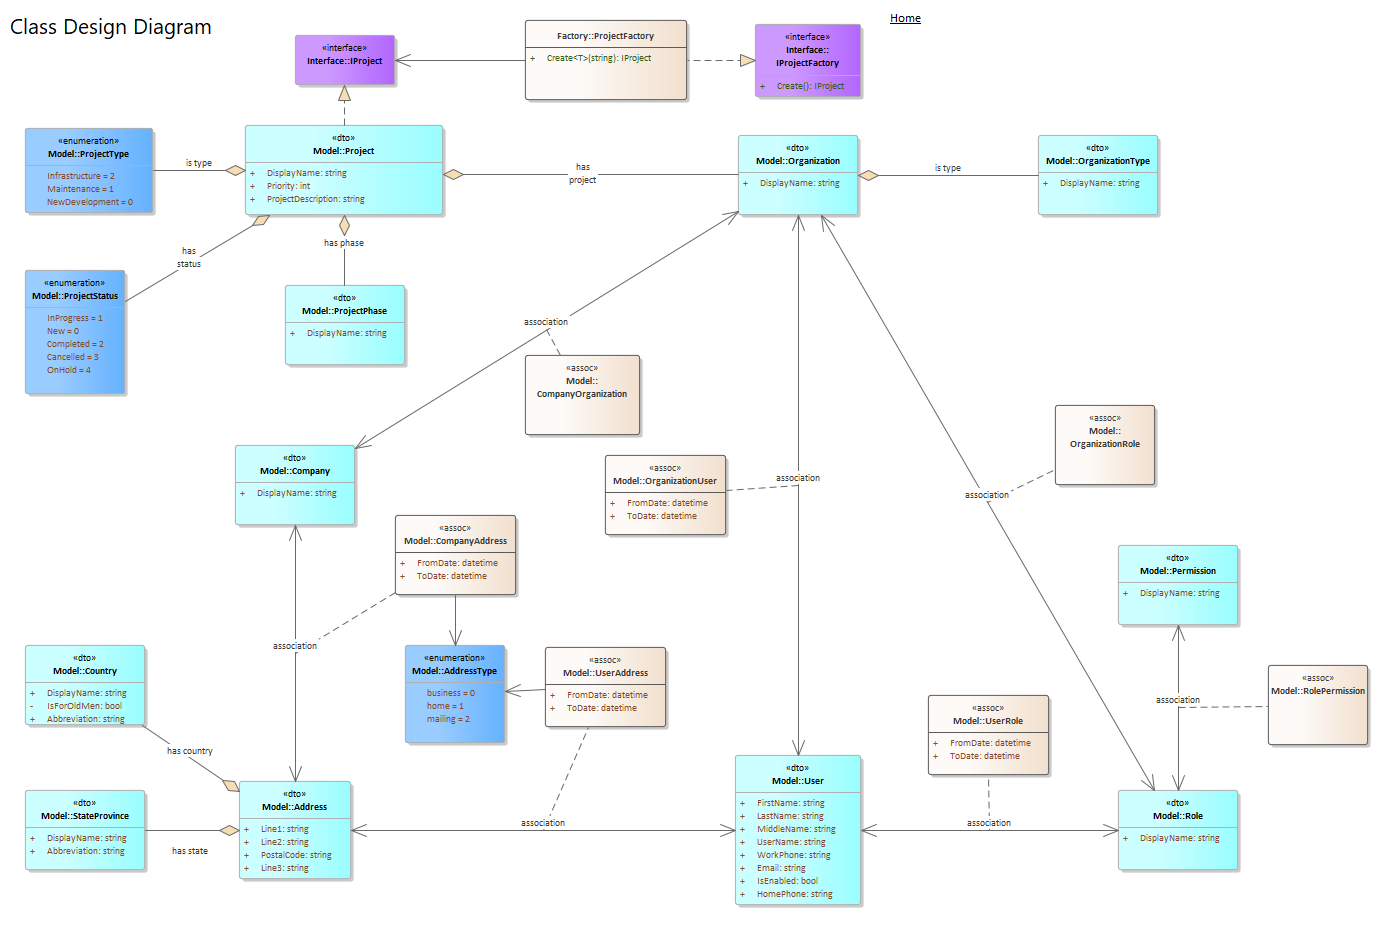 Class Design Diagram
Home
«interface»
Interface::IProject
Factory::ProjectFactory
+ Create<T>(string): IProject
«interface»
Interface::
IProjectFactory
+ Create(): IProject
«enumeration»
Model::ProjectType
Infrastructure = 2
Maintenance = 1
NewDevelopment = 0
is type
«dto»
Model::Project
+ DisplayName: string
+ Priority: int
+ ProjectDescription: string
has
project
«dto»
Model::Organization
+ DisplayName: string
is type
«dto»
Model::OrganizationType
+ DisplayName: string
has
status
has phase
«enumeration»
Model::ProjectStatus
InProgress = 1
New = 0
Completed = 2
Cancelled = 3
OnHold = 4
«dto»
Model::ProjectPhase
+ DisplayName: string
association
«assoc»
Model::
CompanyOrganization
«assoc»
Model::
OrganizationRole
«dto»
Model::Company
+ DisplayName: string
«assoc»
Model::OrganizationUser
+ FromDate: datetime
+ ToDate: datetime
association
association
«assoc»
Model::CompanyAddress
+ FromDate: datetime
+ ToDate: datetime
«dto»
Model::Permission
+ DisplayName: string
association
«dto»
Model::Country
+ DisplayName: string
- IsForOldMen: bool
+ Abbreviation: string
«enumeration»
Model::AddressType
business = 0
home = 1
mailing = 2
«assoc»
Model::UserAddress
+ FromDate: datetime
+ ToDate: datetime
«assoc»
Model::UserRole
+ FromDate: datetime
+ ToDate: datetime
association
«assoc»
Model::RolePermission
has country
«dto»
Model::StateProvince
+ DisplayName: string
+ Abbreviation: string
has state
«dto»
Model::Address
+ Line1: string
+ Line2: string
+ PostalCode: string
+ Line3: string
association
«dto»
Model::User
+ FirstName: string
+ LastName: string
+ MiddleName: string
+ UserName: string
+ WorkPhone: string
+ Email: string
+ IsEnabled: bool
+ HomePhone: string
association
«dto»
Model::Role
+ DisplayName: string